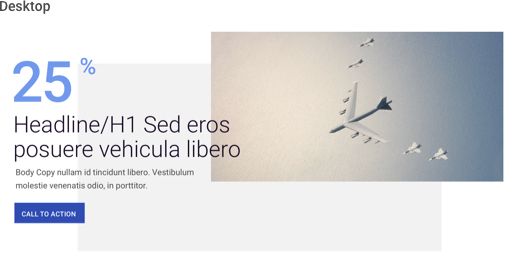 Desktop
25 %
Headline/H1 Sed eros
posuere vehicula libero
Body Copy nullam id tincidunt libero. Vestibulum
molestie venenatis odio, in porttitor.
CALL TO ACTION